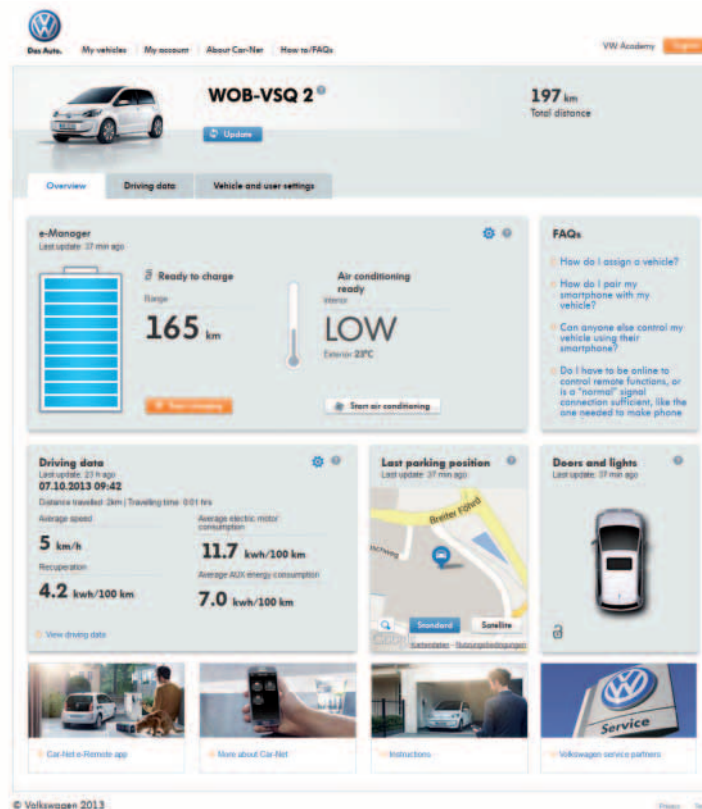 Das Auto.
My vehicles
My account
About Car-Net
How to/FAQs
VW Academy
WOB-VSQ 2
Update
197 km
Total distance
Overview
Driving data
Vehicle and user settings
e-Manager
Last update: 37 min ago
Ready to charge
Range
165 km
Air conditioning
ready
Interior
LOW
Exterior 23°C
Start air conditioning
FAQs
How do I assign a vehicle?
How do I pair my
smartphone with my
vehicle?
Can anyone else control my
vehicle using their
smartphone?
Do I have to be online to
control remote functions, or
is a "normal" signal
connection sufficient, like the
one needed to make phone
Driving data
Last update: 23 h ago
07.10.2013 09:42
Distance travelled: 2km | Travelling time: 0:01 hrs
Average speed
5 km/h
Recuperation
4.2 kwh/100 km
Average electric motor
consumption
11.7 kwh/100 km
Average AUX energy consumption
7.0 kwh/100 km
View driving data
Last parking position
Last update: 37 min ago
Breiter Föhrd
Standard
Satellite
Google
Kartendaten - Nutzungsbedingungen
Doors and lights
Last update: 37 min ago
Car-Net e-Remote app
More about Car-Net
Instructions
Service
Volkswagen service partners
© Volkswagen 2013
Privacy